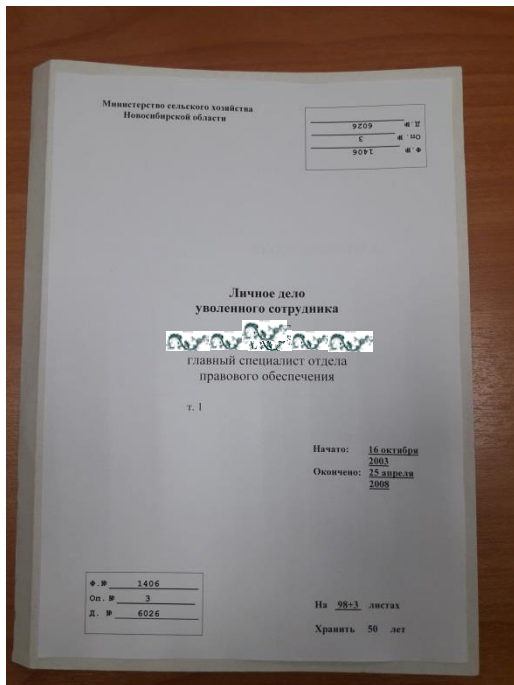 Министерство сельского хозяйства
Новосибирской области
Ф.№ 1406
Оп. № 3
Д.№ 6026
Личное дело
уволенного сотрудника
главный специалист отдела
правового обеспечения
т. 1
Начато: 16 октября
2003
Окончено: 25 апреля
2008
Ф.№ 1406
Оп.№ 3
Д. № 6026
На 98+3 листах
Хранить 50 лет